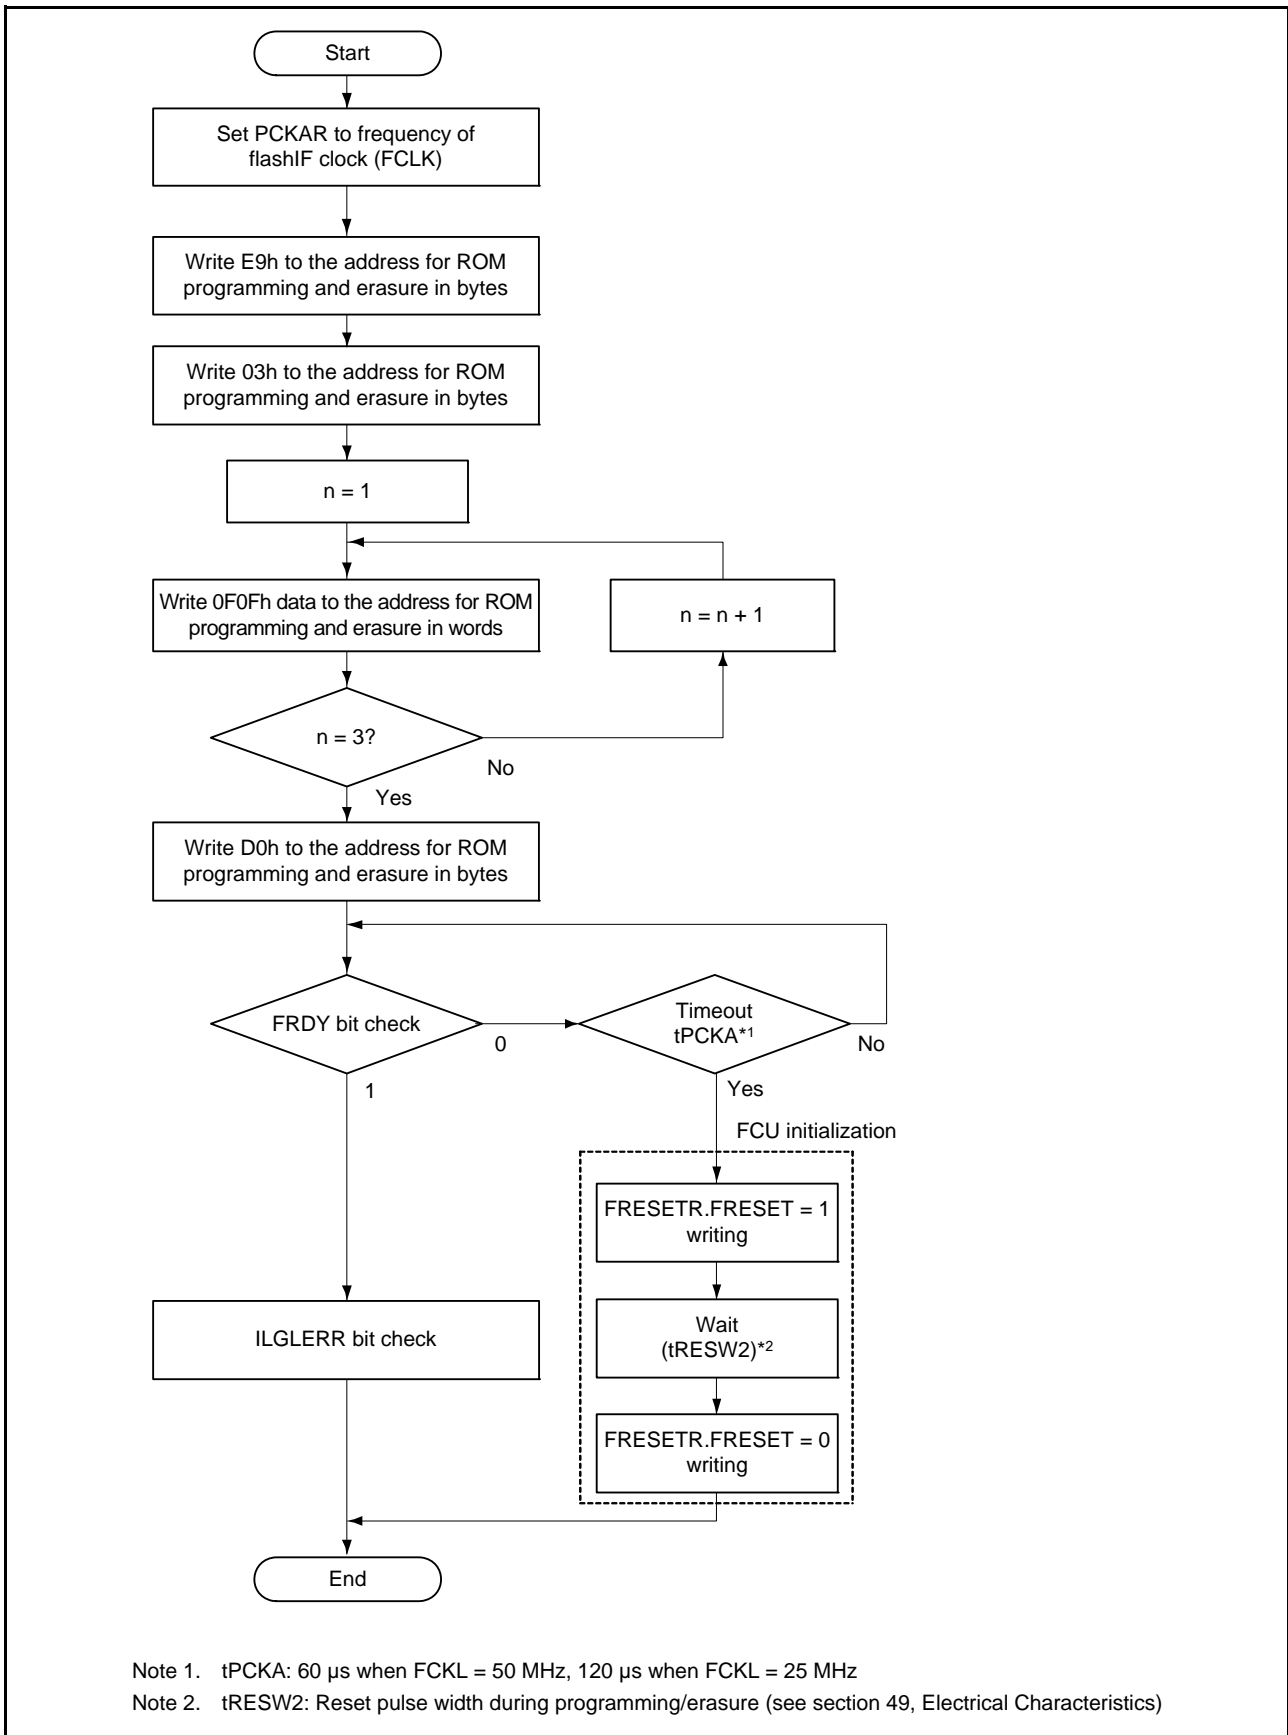 Start
Set PCKAR to frequency of
flashIF clock (FCLK)
Write E9h to the address for ROM
programming and erasure in bytes
Write 03h to the address for ROM
programming and erasure in bytes
n = 1
Write 0F0Fh data to the address for ROM
programming and erasure in words
n = n + 1
n = 3?
No
Yes
Write D0h to the address for ROM
programming and erasure in bytes
FRDY bit check
0
Timeout
tPCKA*1
No
1
Yes
FCU initialization
FRESETR.FRESET = 1
writing
ILGLERR bit check
Wait
(tRESW2)*2
FRESETR.FRESET = 0
writing
End
Note 1. tPCKA: 60 µs when FCKL = 50 MHz, 120 µs when FCKL = 25 MHz
Note 2. tRESW2: Reset pulse width during programming/erasure (see section 49, Electrical Characteristics)